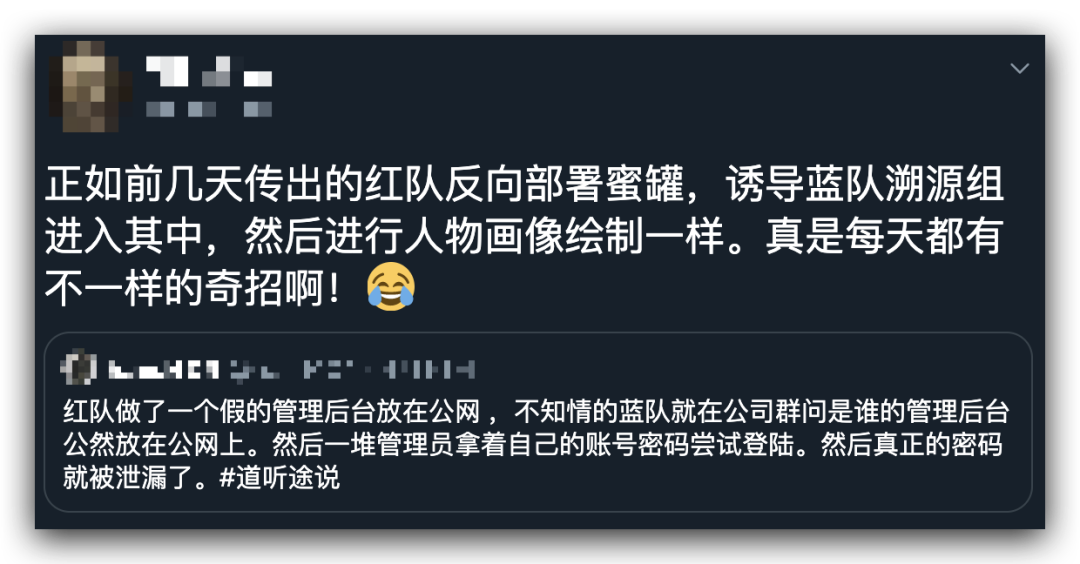 正如前几天传出的红队反向部署蜜罐，诱导蓝队溯源组
进入其中，然后进行人物画像绘制一样。真是每天都有
不一样的奇招啊！😂
红队做了一个假的管理后台放在公网 ，不知情的蓝队就在公司群问是谁的管理后台
公然放在公网上。然后一堆管理员拿着自己的账号密码尝试登陆。然后真正的密码
就被泄漏了。#道听途说